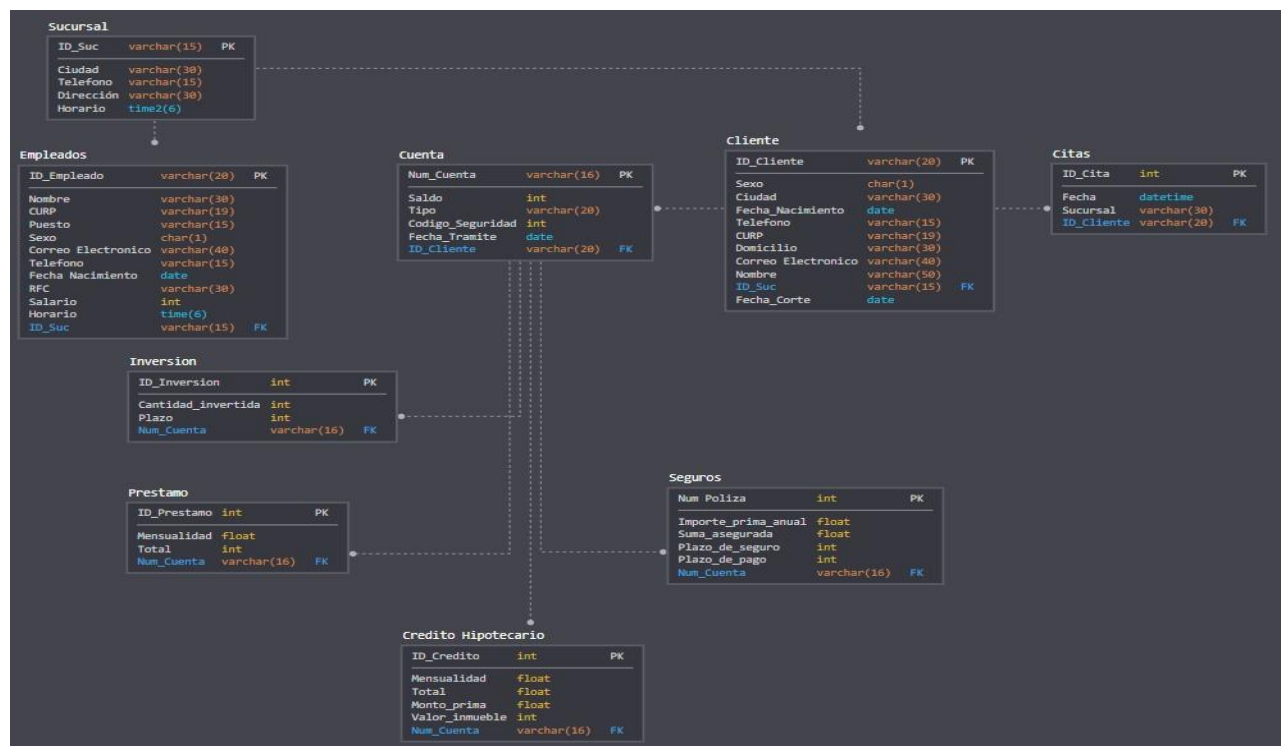 Sucursal
ID_Suc varchar(15) PK
Ciudad varchar(30)
Telefono varchar(15)
Dirección varchar(30)
Horario time2(6)
Empleados
ID_Empleado varchar(20) PK
Nombre varchar(30)
CURP varchar(19)
Puesto varchar(15)
Sexo char(1)
Correo Electronico varchar(40)
Telefono varchar(15)
Fecha Nacimiento date
RFC varchar(30)
Salario int
Horario time(6)
ID_Suc varchar(15) FK
Cuenta
Num_Cuenta varchar(16) PK
Saldo int
Tipo varchar(20)
Codigo_Seguridad int
Fecha_Tramite date
ID_Cliente varchar(20) FK
Cliente
ID_Cliente varchar(20) PK
Sexo char(1)
Ciudad varchar(30)
Fecha_Nacimiento date
Telefono varchar(15)
CURP varchar(19)
Domicilio varchar(30)
Correo Electronico varchar(40)
Nombre varchar(50)
ID_Suc varchar(15) FK
Fecha_Corte date
Citas
ID_Cita int PK
Fecha datetime
Sucursal varchar(30)
ID_Cliente varchar(20) FK
Inversion
ID_Inversion int PK
Cantidad_invertida int
Plazo int
Num_Cuenta varchar(16) FK
Prestamo
ID_Prestamo int PK
Mensualidad float
Total int
Num_Cuenta varchar(16) FK
Seguros
Num Poliza int PK
Importe_prima_anual float
Suma_asegurada float
Plazo_de_seguro int
Plazo_de_pago int
Num_Cuenta varchar(16) FK
Credito Hipotecario
ID_Credito int PK
Mensualidad float
Total float
Monto_prima float
Valor_inmueble int
Num_Cuenta varchar(16) FK